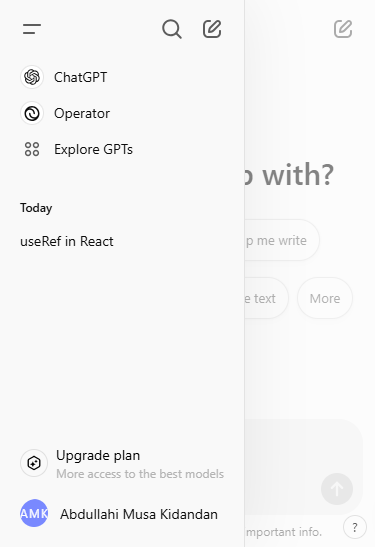 ChatGPT
Operator
Explore GPTs
Today
useRef in React
Upgrade plan
More access to the best models
AMK
Abdullahi Musa Kidandan
with?
me write
text
More
important info.
?